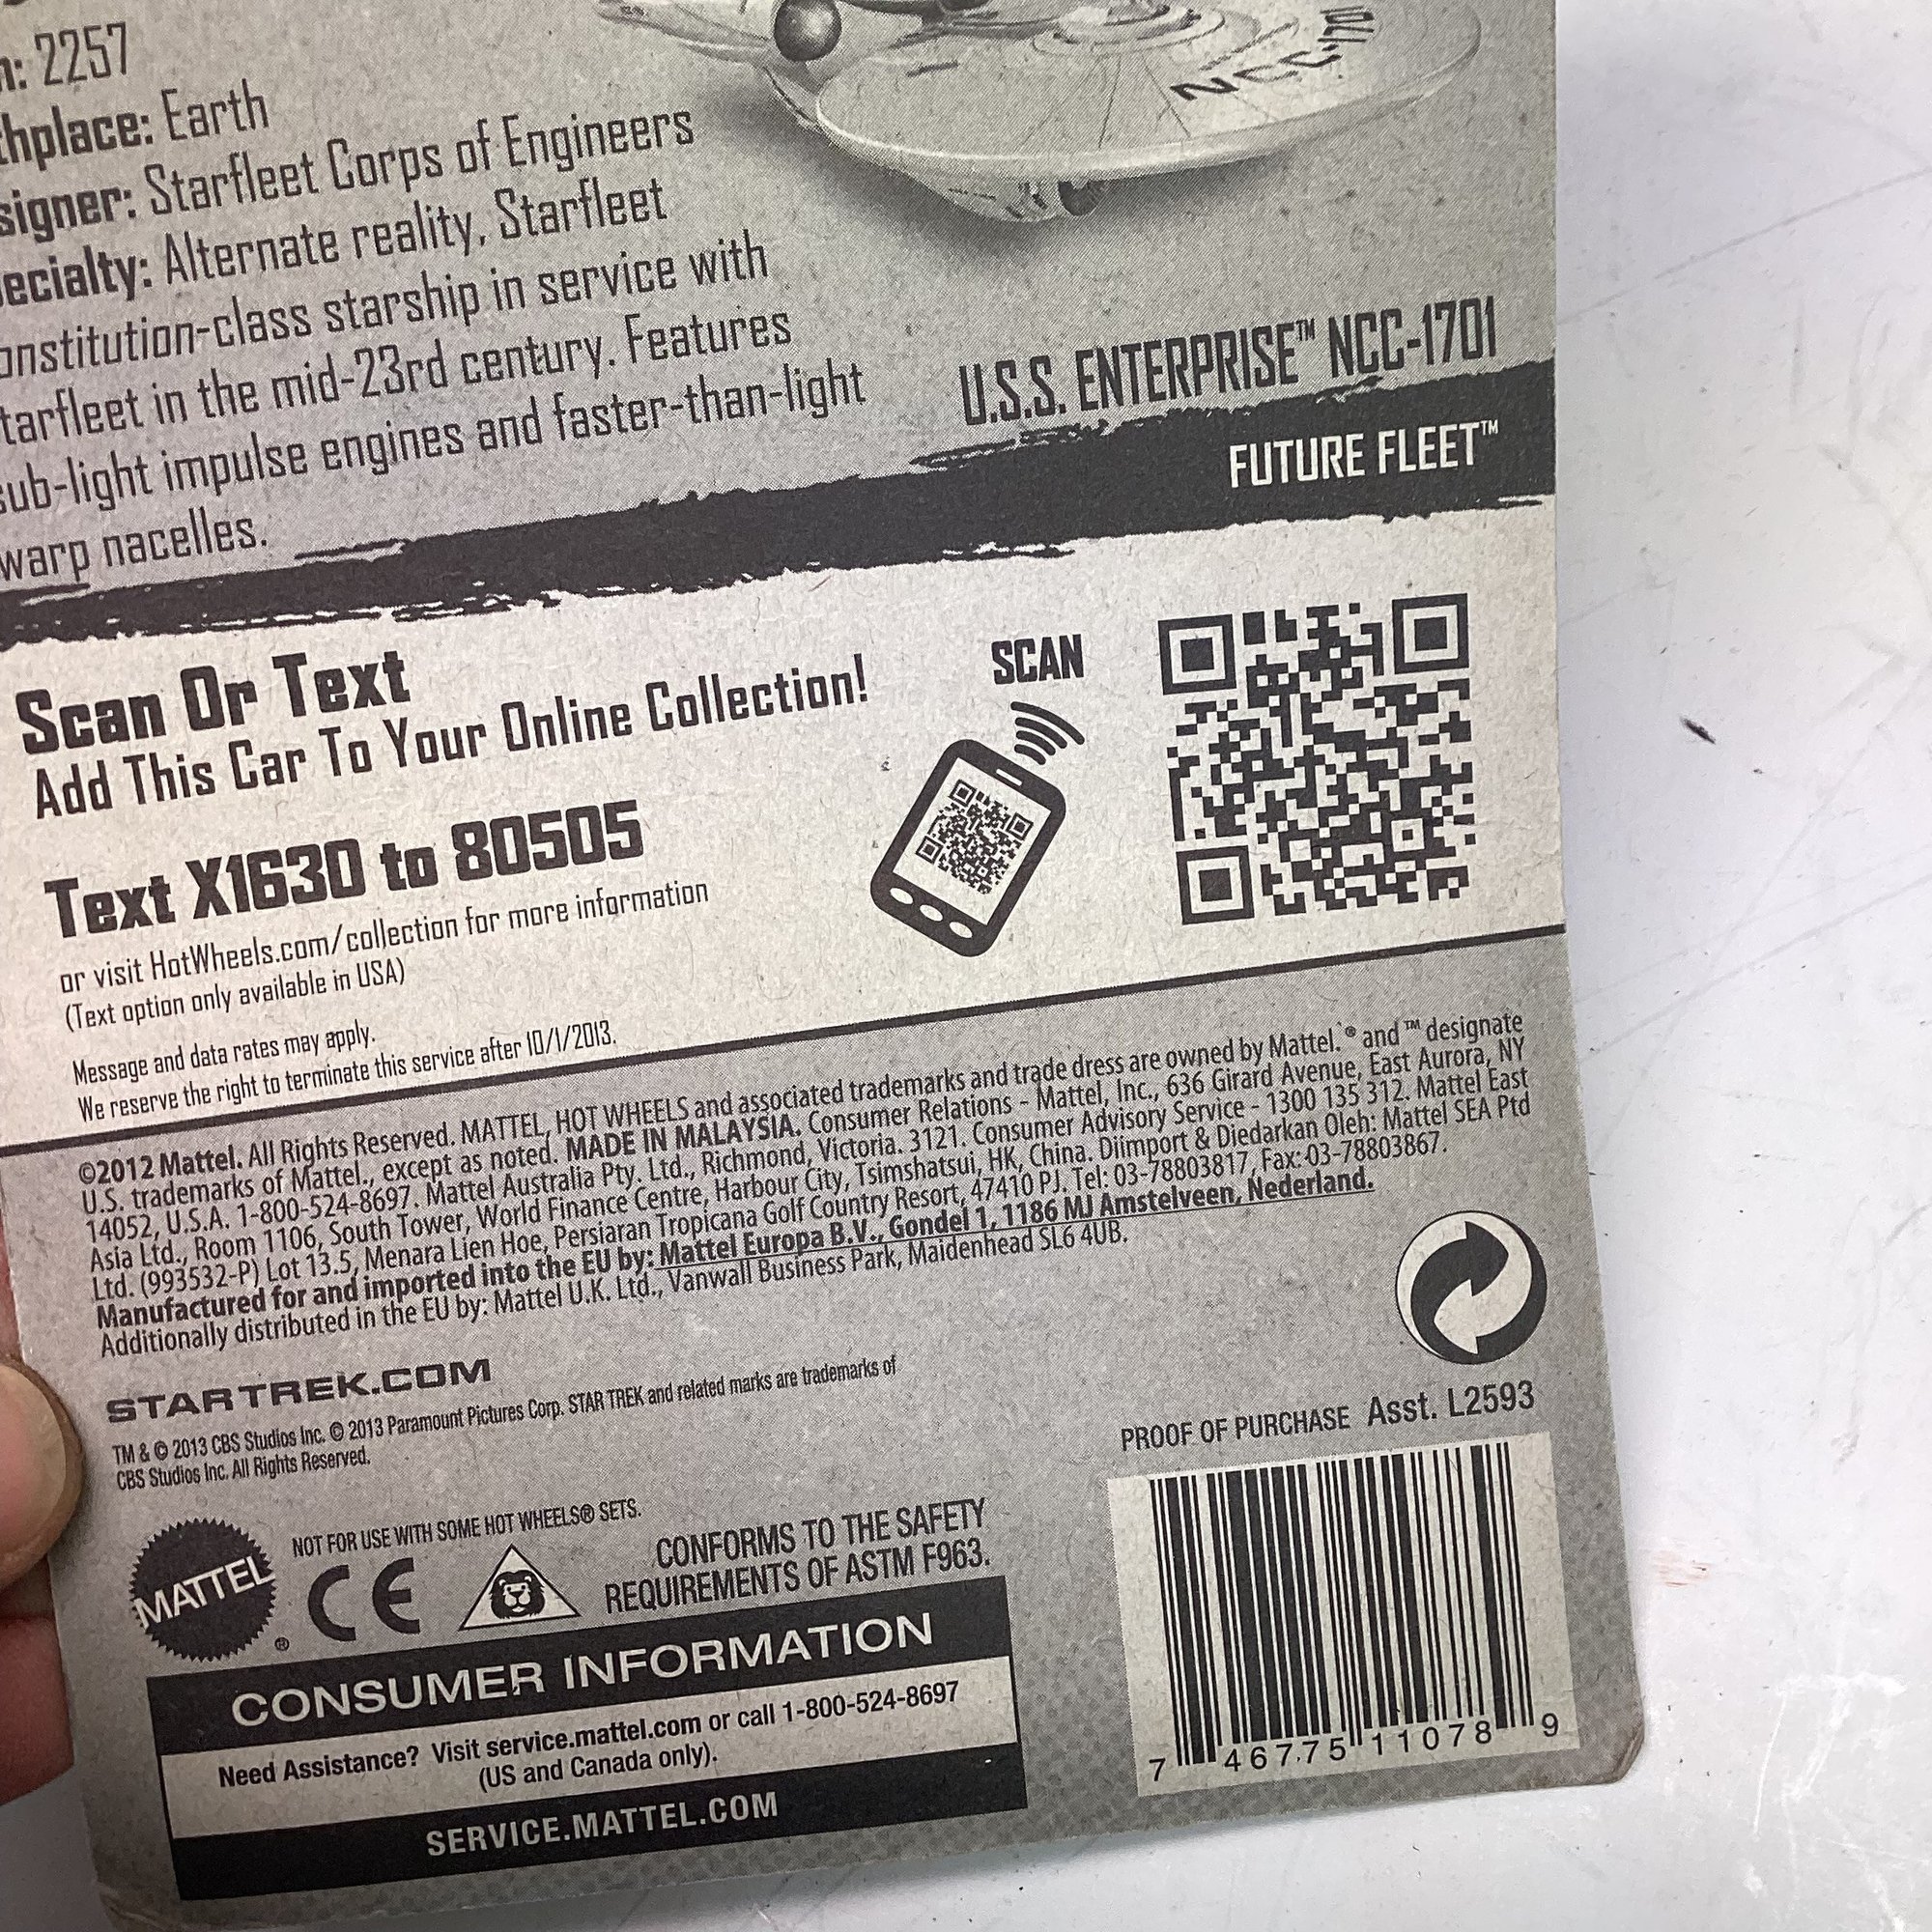 NCC-170
n: 2257
thplace: Earth
signer: Starfleet Corps of Engineers
ecialty: Alternate reality, Starfleet
onstitution-class starship in service with
tarfleet in the mid-23rd century. Features
sub-light impulse engines and faster-than-light
warp nacelles.
U.S.S. ENTERPRISE™ NCC-1701
FUTURE FLEET™
Scan Or Text
Add This Car To Your Online Collection!
SCAN
Text X1630 to 80505
or visit HotWheels.com/collection for more information
(Text option only available in USA)
Message and data rates may apply.
We reserve the right to terminate this service after 10/1/2013.
©2012 Mattel. All Rights Reserved. MATTEL, HOT WHEELS and associated trademarks and trade dress are owned by Mattel. ® and ™ designate
U.S. trademarks of Mattel., except as noted. MADE IN MALAYSIA. Consumer Relations - Mattel, Inc., 636 Girard Avenue, East Aurora, NY
14052, U.S.A. 1-800-524-8697. Mattel Australia Pty. Ltd., Richmond, Victoria. 3121. Consumer Advisory Service - 1300 135 312. Mattel East
Asia Ltd., Room 1106, South Tower, World Finance Centre, Harbour City, Tsimshatsui, HK, China. Diimport & Diedarkan Oleh: Mattel SEA Ptd
Ltd. (993532-P) Lot 13.5, Menara Lien Hoe, Persiaran Tropicana Golf Country Resort, 47410 PJ. Tel: 03-78803817, Fax: 03-78803867.
Manufactured for and imported into the EU by: Mattel Europa B.V., Gondel 1, 1186 MJ Amstelveen, Nederland.
Additionally distributed in the EU by: Mattel U.K. Ltd., Vanwall Business Park, Maidenhead SL6 4UB.
STARTREK.COM
TM & © 2013 CBS Studios Inc. © 2013 Paramount Pictures Corp. STAR TREK and related marks are trademarks of
CBS Studios Inc. All Rights Reserved.
PROOF OF PURCHASE Asst. L2593
NOT FOR USE WITH SOME HOT WHEELS® SETS.
MATTEL®
CE
CONFORMS TO THE SAFETY
REQUIREMENTS OF ASTM F963.
CONSUMER INFORMATION
Need Assistance? Visit service.mattel.com or call 1-800-524-8697
(US and Canada only).
SERVICE.MATTEL.COM
7 46775 11078 9